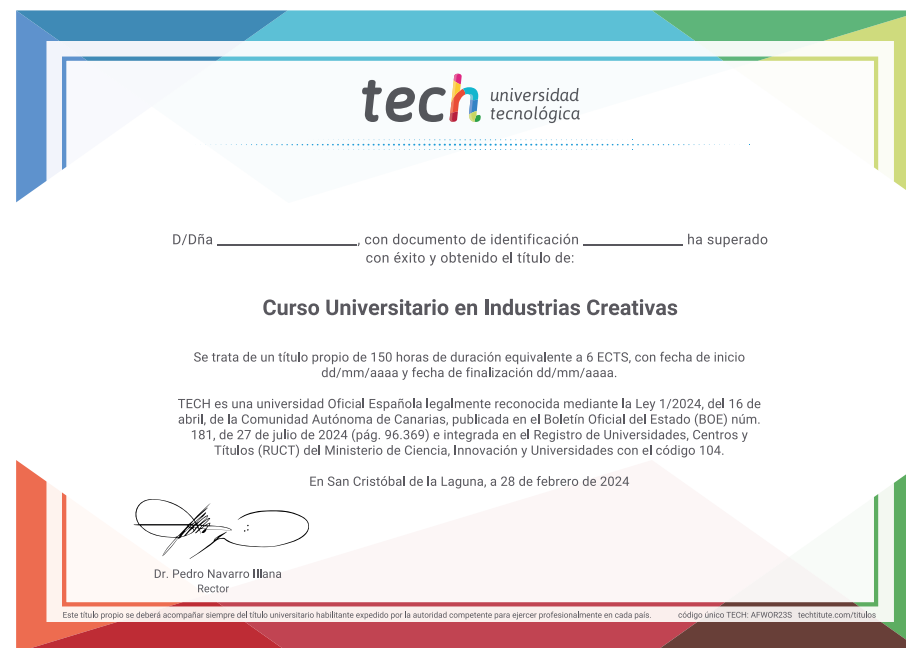 tech universidad
tecnológica
D/Dña ____________________, con documento de identificación ______________ ha superado
con éxito y obtenido el título de:
Curso Universitario en Industrias Creativas
Se trata de un título propio de 150 horas de duración equivalente a 6 ECTS, con fecha de inicio
dd/mm/aaaa y fecha de finalización dd/mm/aaaa.
TECH es una universidad Oficial Española legalmente reconocida mediante la Ley 1/2024, del 16 de
abril, de la Comunidad Autónoma de Canarias, publicada en el Boletín Oficial del Estado (BOE) núm.
181, de 27 de julio de 2024 (pág. 96.369) e integrada en el Registro de Universidades, Centros y
Títulos (RUCT) del Ministerio de Ciencia, Innovación y Universidades con el código 104.
En San Cristóbal de la Laguna, a 28 de febrero de 2024
Dr. Pedro Navarro Illana
Rector
Este título propio se deberá acompañar siempre del título universitario habilitante expedido por la autoridad competente para ejercer profesionalmente en cada país. código único TECH: AFWOR23S techtitute.com/titulos